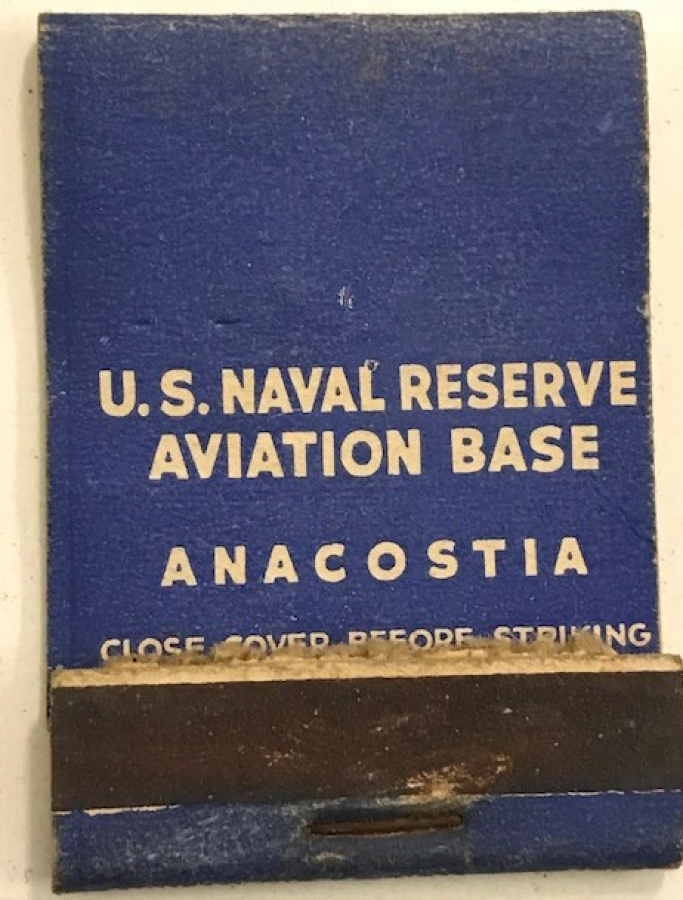 U.S. NAVAL RESERVE
AVIATION BASE
ANACOSTIA
CLOSE COVER BEFORE STRIKING